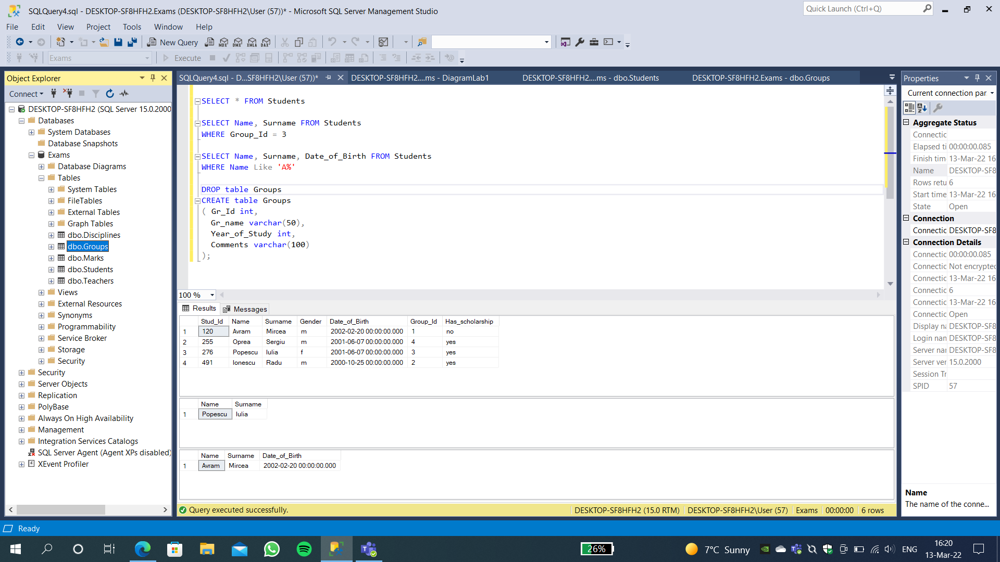 SQLQuery4.sql - DESKTOP-SF8HFH2.Exams (DESKTOP-SF8HFH2\User (57))* - Microsoft SQL Server Management Studio
Quick Launch (Ctrl+Q)
File Edit View Project Tools Window Help
New Query MDX DMX XMLA DAX
Exams Execute
Object Explorer
Connect
DESKTOP-SF8HFH2 (SQL Server 15.0.2000
Databases
System Databases
Database Snapshots
Exams
Database Diagrams
Tables
System Tables
FileTables
External Tables
Graph Tables
dbo.Disciplines
dbo.Groups
dbo.Marks
dbo.Students
dbo.Teachers
Views
External Resources
Synonyms
Programmability
Service Broker
Storage
Security
Security
Server Objects
Replication
PolyBase
Always On High Availability
Management
Integration Services Catalogs
SQL Server Agent (Agent XPs disabled)
XEvent Profiler
SQLQuery4.sql - D...SF8HFH2\User (57))* DESKTOP-SF8HFH2....ms - DiagramLab1 DESKTOP-SF8HFH2....ms - dbo.Students DESKTOP-SF8HFH2.Exams - dbo.Groups
SELECT * FROM Students
SELECT Name, Surname FROM Students
WHERE Group_Id = 3
SELECT Name, Surname, Date_of_Birth FROM Students
WHERE Name Like 'A%'
DROP table Groups
CREATE table Groups
( Gr_Id int,
Gr_name varchar(50),
Year_of_Study int,
Comments varchar(100)
);
100 %
Results Messages
Stud_Id Name Surname Gender Date_of_Birth Group_Id Has_scholarship
1 120 Avram Mircea m 2002-02-20 00:00:00.000 1 no
2 255 Oprea Sergiu m 2001-06-07 00:00:00.000 4 yes
3 276 Popescu Iulia f 2001-06-07 00:00:00.000 3 yes
4 491 Ionescu Radu m 2000-10-25 00:00:00.000 2 yes
Name Surname
1 Popescu Iulia
Name Surname Date_of_Birth
1 Avram Mircea 2002-02-20 00:00:00.000
Query executed successfully. DESKTOP-SF8HFH2 (15.0 RTM) DESKTOP-SF8HFH2\User (57) Exams 00:00:00 6 rows
Properties
Current connection par
Aggregate Status
Connectic
Elapsed ti 00:00:00.085
Finish tim 13-Mar-22 16
Name DESKTOP-SF8
Rows retu 6
Start time 13-Mar-22 16
State Open
Connection
Connectic DESKTOP-SF8
Connection Details
Connectic 00:00:00.085
Connectic Not encryptec
Connectic 13-Mar-22 16
Connectic 6
Connectic 13-Mar-22 16
Connectic Open
Display na DESKTOP-SF8
Login nan DESKTOP-SF8
Server nar DESKTOP-SF8
Server ver 15.0.2000
Session Tr
SPID 57
Name
The name of the conne...
Ready
26%
7°C Sunny
ENG
16:20
13-Mar-22